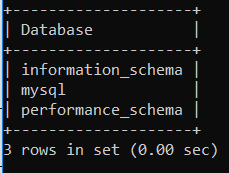 +--------------------+
| Database           |
+--------------------+
| information_schema |
| mysql              |
| performance_schema |
+--------------------+
3 rows in set (0.00 sec)